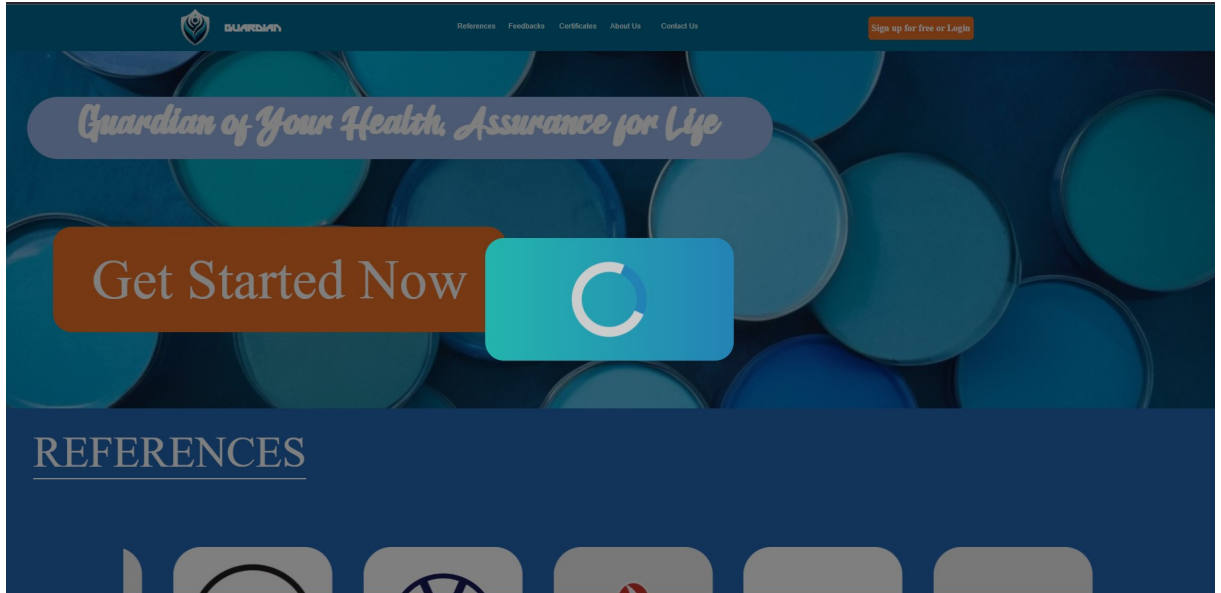 GUARDIAN
References Feedbacks Certificates About Us Contact Us
Sign up for free or Login
Guardian of Your Health, Assurance for Life
Get Started Now
REFERENCES